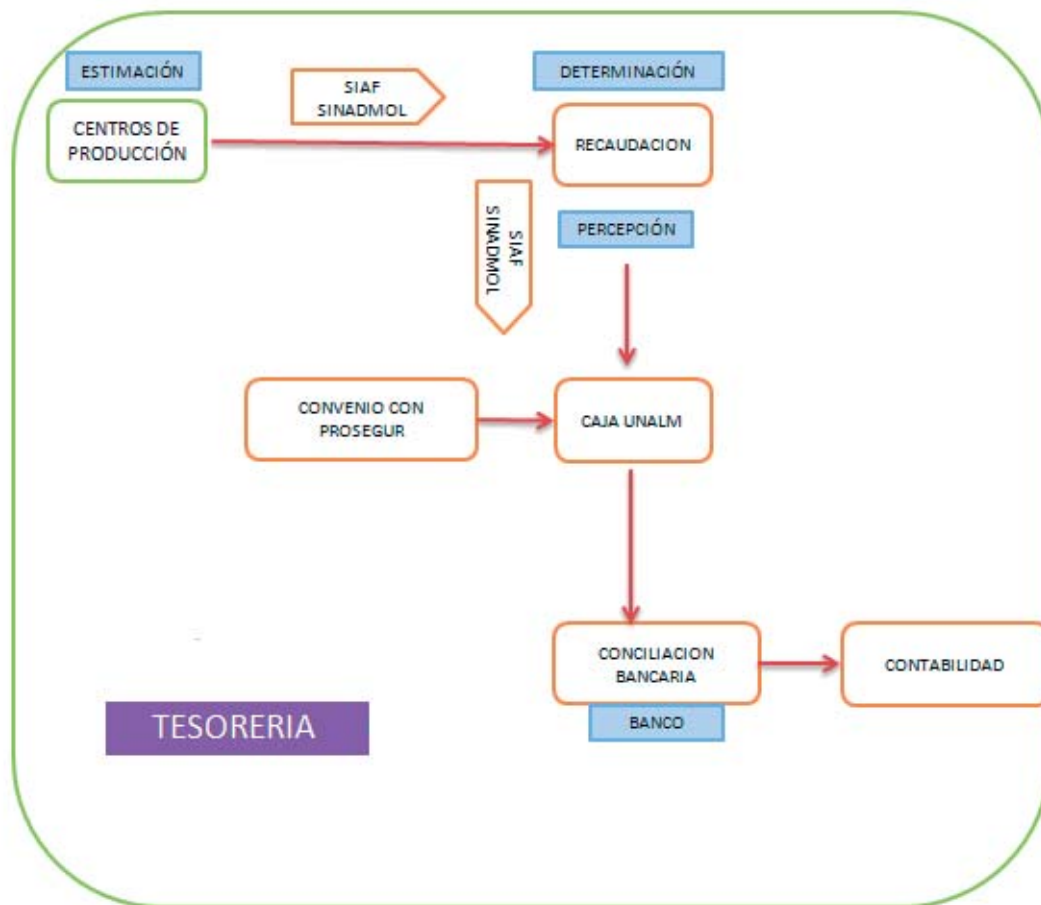 ESTIMACIÓN
CENTROS DE
PRODUCCIÓN
SIAF
SINADMOL
DETERMINACIÓN
RECAUDACION
SIAF
SINADMOL
PERCEPCIÓN
CONVENIO CON
PROSEGUR
CAJA UNALM
CONCILIACION
BANCARIA
BANCO
CONTABILIDAD
TESORERIA